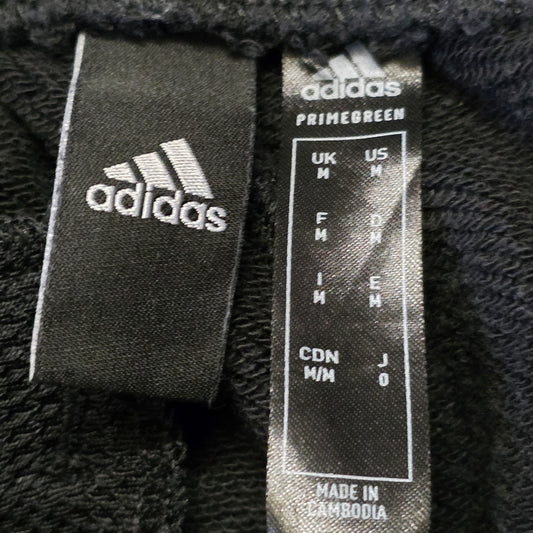 adidas
adidas
PRIMEGREEN
UK US
M M
F D
M M
I E
M M
CDN J
M/M O
MADE IN
CAMBODIA